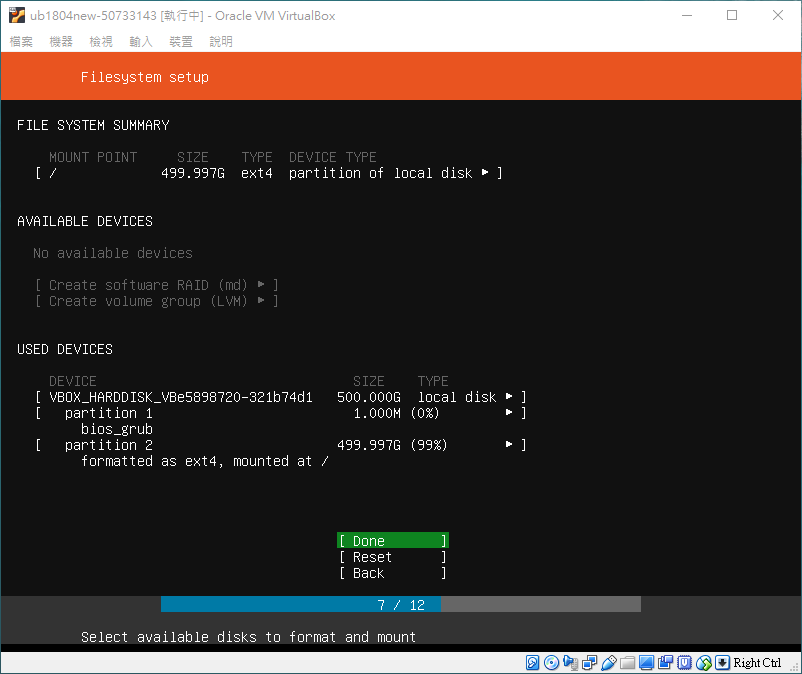 ub1804new-50733143 [執行中] - Oracle VM VirtualBox
檔案 機器 檢視 輸入 裝置 說明
Filesystem setup
FILE SYSTEM SUMMARY
MOUNT POINT SIZE TYPE DEVICE TYPE
[ / 499.997G ext4 partition of local disk ▸ ]
AVAILABLE DEVICES
No available devices
[ Create software RAID (md) ▸ ]
[ Create volume group (LVM) ▸ ]
USED DEVICES
DEVICE SIZE TYPE
[ VBOX_HARDDISK_VBe5898720-321b74d1 500.000G local disk ▸ ]
[ partition 1 1.000M (0%) ▸ ]
bios_grub
[ partition 2 499.997G (99%) ▸ ]
formatted as ext4, mounted at /
[ Done ]
[ Reset ]
[ Back ]
7 / 12
Select available disks to format and mount
Right Ctrl